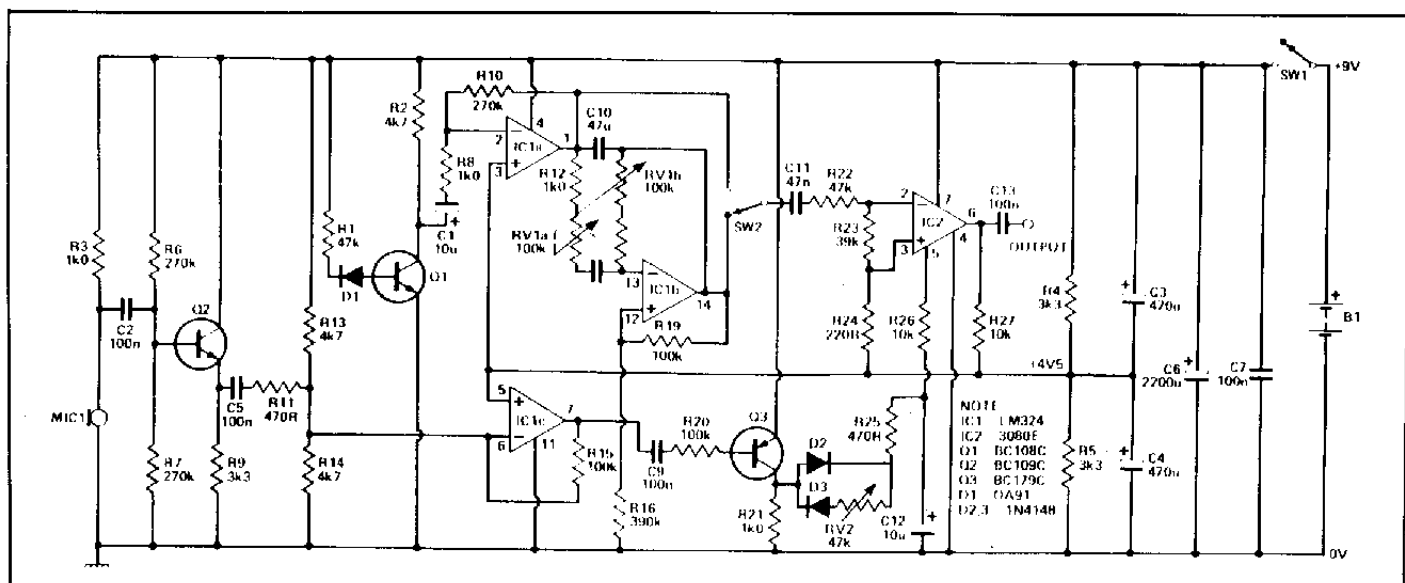 R3
1k0
R6
270k
C2
100n
MIC1
R7
270k
Q2
C5
100n
R9
3k3
R11
470R
R1
47k
D1
R13
4k7
R14
4k7
R2
4k7
Q1
R10
270k
R8
1k0
C1
10u
+
2
3
4
1
IC1a
C10
47u
R12
1k0
RV1b
100k
RV1a
100k
13
12
14
IC1b
R19
100k
SW2
5
6
7
11
R15
100k
C9
100n
R20
100k
R16
390k
Q3
R21
1k0
D2
D3
RV2
47k
R25
470R
C12
10u
+
C11
47n
R22
47k
R23
39k
R24
220R
2
3
7
6
5
4
IC2
C13
100n
OUTPUT
R26
10k
R27
10k
+4V5
R4
3k3
R5
3k3
C3
470u
+
C4
470u
+
C6
2200u
+
C7
100n
SW1
+9V
+
B1
0V
NOTE
IC1 LM324
IC2 3080E
Q1 BC108C
Q2 BC109C
Q3 BC179C
D1 OA91
D2,3 1N4148